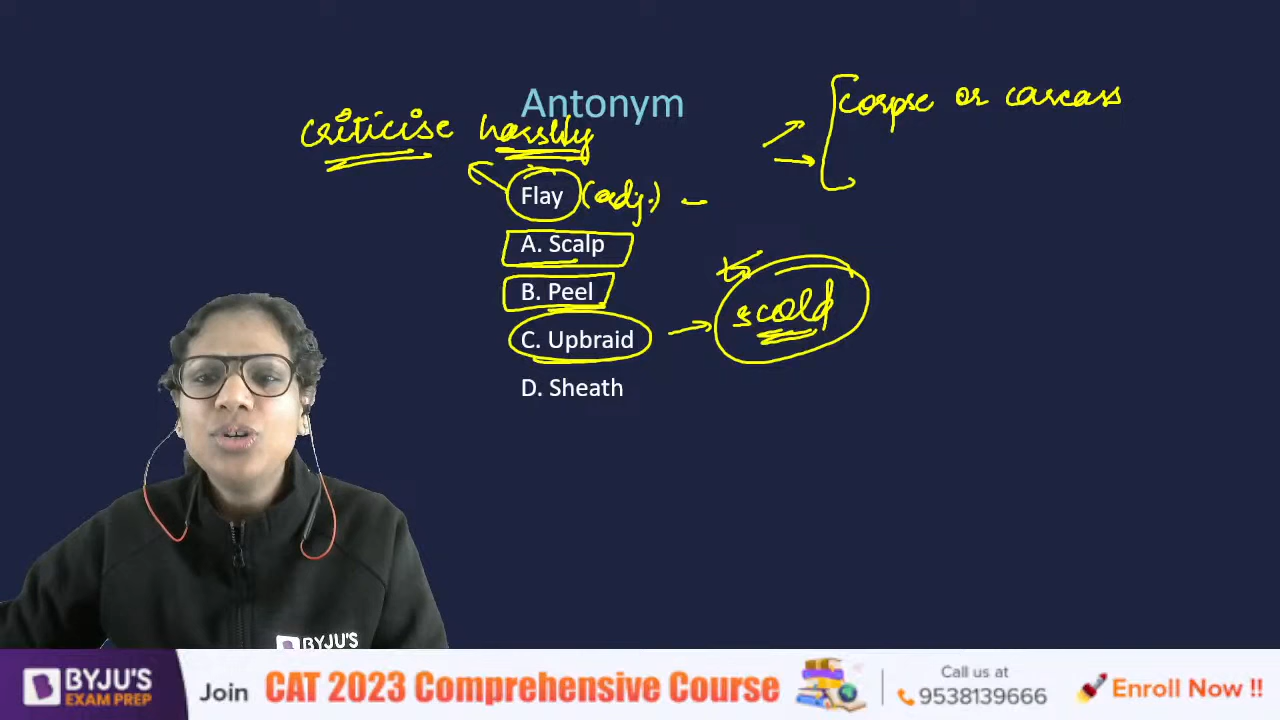 Antonym
corpse or carcass
criticise harshly
Flay (adj.) -
A. Scalp
B. Peel
scold
C. Upbraid
D. Sheath
BYJU'S
BYJU'S
EXAM PREP
Join CAT 2023 Comprehensive Course
Call us at
9538139666
Enroll Now !!